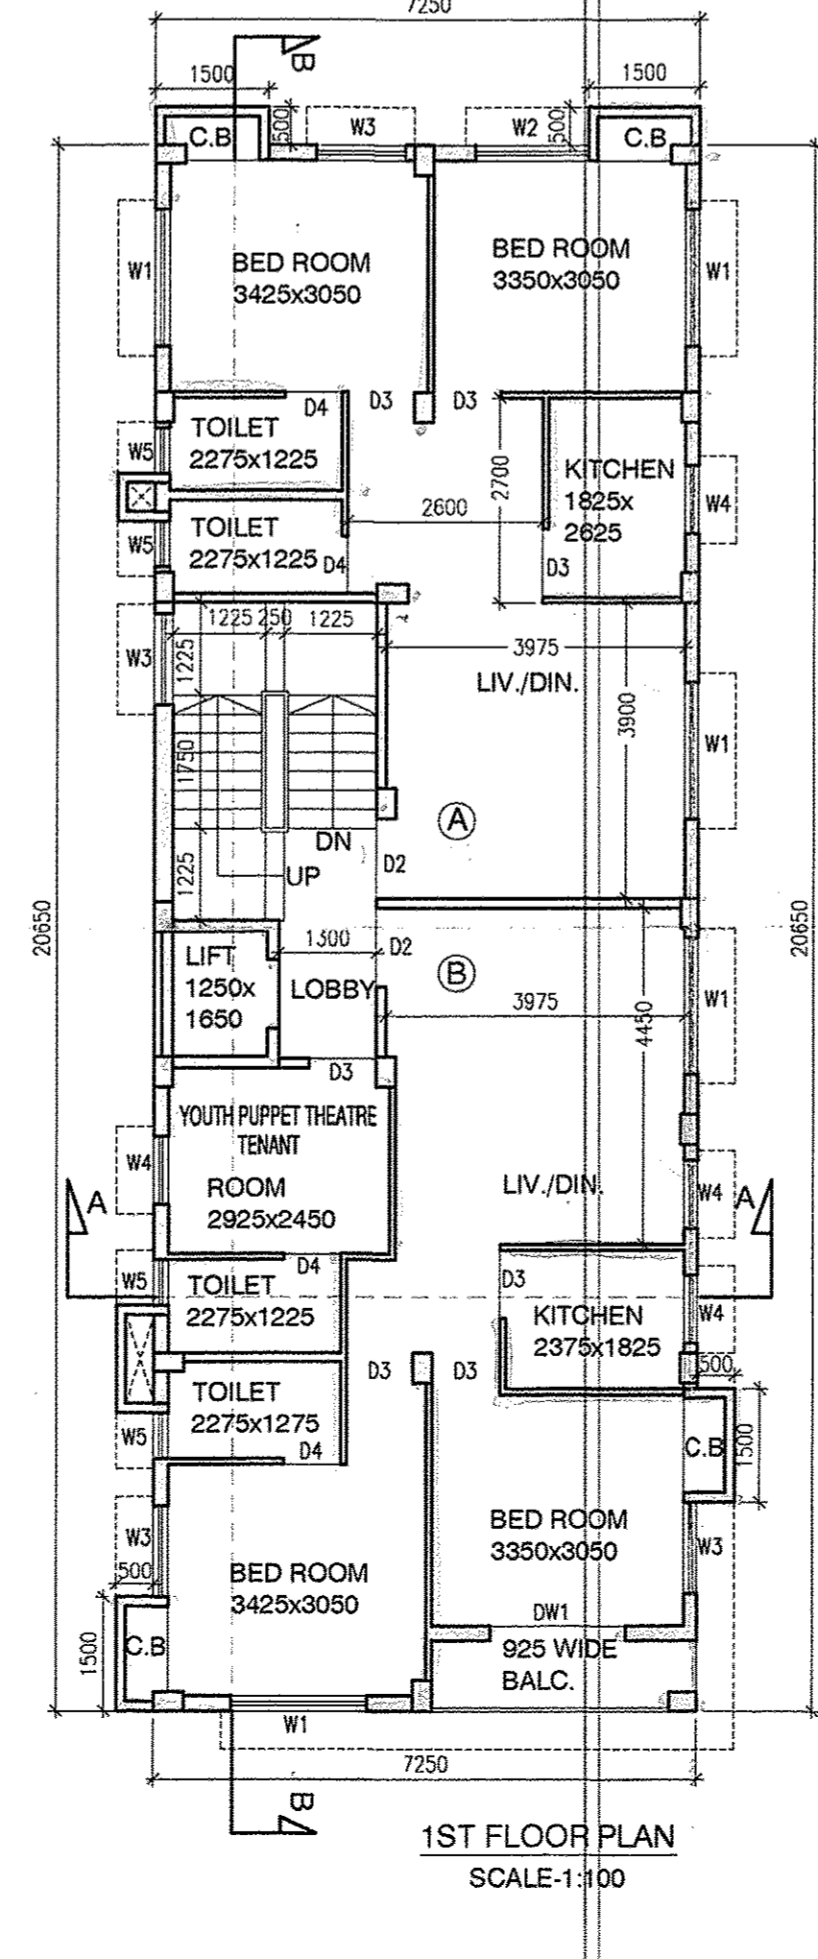 7250
B
1500
1500
C.B
500
W3
W2
500
C.B
W1
BED ROOM
3425x3050
BED ROOM
3350x3050
W1
D4
D3
D3
TOILET
2275x1225
W5
2700
KITCHEN
1825x
2625
W4
2600
TOILET
2275x1225
W5
D4
D3
1225 250 1225
W3
1225
3975
LIV./DIN.
3900
W1
1750
A
DN
D2
1225
UP
20650
20650
LIFT
1250x
1650
1300
D2
LOBBY
B
3975
4450
W1
D3
YOUTH PUPPET THEATRE
TENANT
W4
ROOM
2925x2450
LIV./DIN.
W4
A
A
D4
W5
TOILET
2275x1225
D3
KITCHEN
2375x1825
W4
500
D3
D3
TOILET
2275x1275
W5
D4
C.B
1500
W3
BED ROOM
3350x3050
W3
500
BED ROOM
3425x3050
DW1
C.B
1500
925 WIDE
BALC.
W1
7250
B
1ST FLOOR PLAN
SCALE-1:100